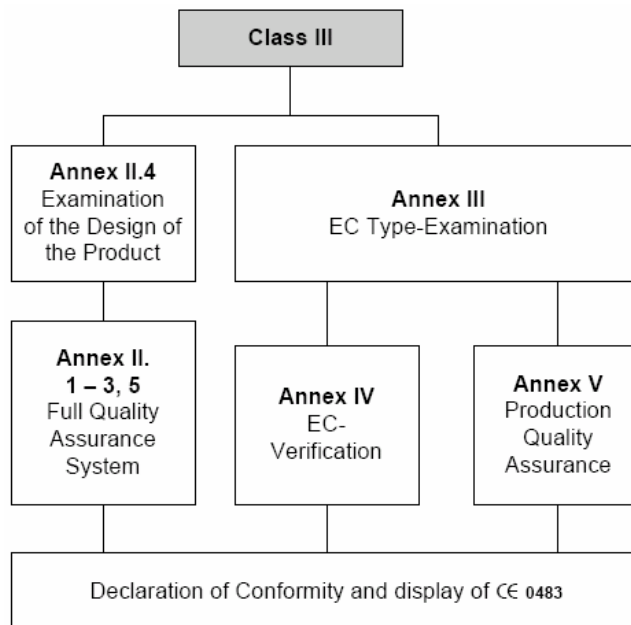 Class III
Annex II.4
Examination
of the Design of
the Product
Annex III
EC Type-Examination
Annex II.
1 – 3, 5
Full Quality
Assurance
System
Annex IV
EC-
Verification
Annex V
Production
Quality
Assurance
Declaration of Conformity and display of CE 0483